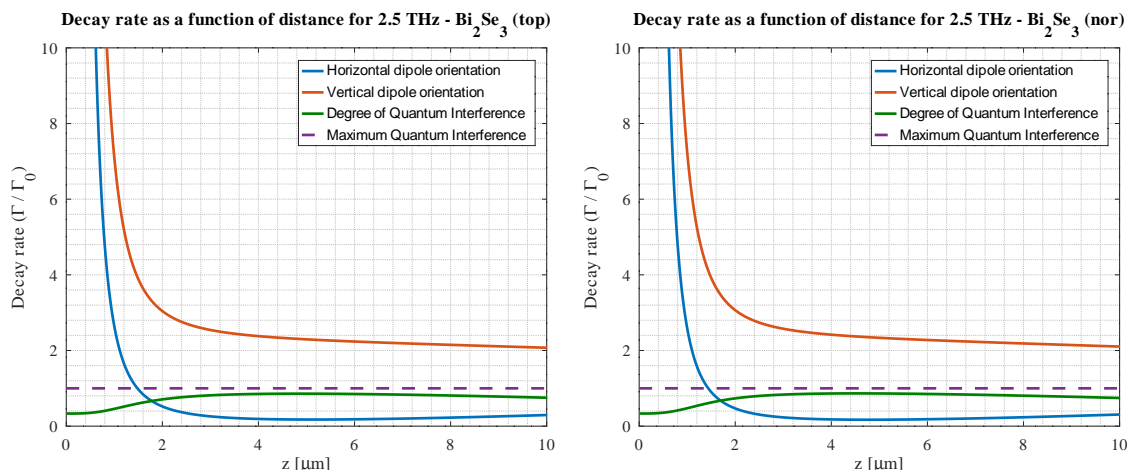 Decay rate as a function of distance for 2.5 THz - Bi2Se3 (top)
10
8
6
4
2
0
Decay rate (Γ / Γ0)
Horizontal dipole orientation
Vertical dipole orientation
Degree of Quantum Interference
Maximum Quantum Interference
0 2 4 6 8 10
z [μm]
Decay rate as a function of distance for 2.5 THz - Bi2Se3 (nor)
10
8
6
4
2
0
Decay rate (Γ / Γ0)
Horizontal dipole orientation
Vertical dipole orientation
Degree of Quantum Interference
Maximum Quantum Interference
0 2 4 6 8 10
z [μm]